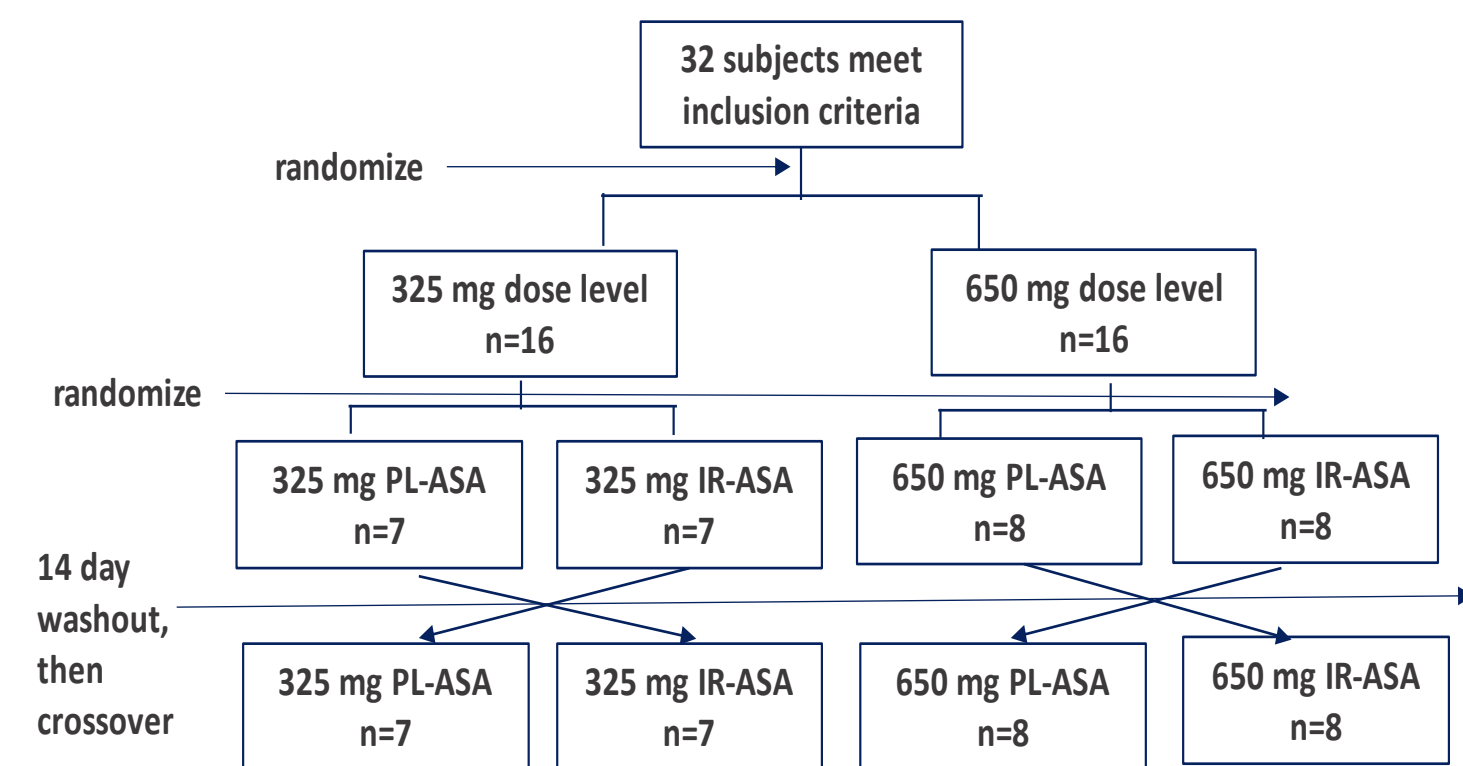 32 subjects meet
inclusion criteria
randomize
325 mg dose level
n=16
650 mg dose level
n=16
randomize
325 mg PL-ASA
n=7
325 mg IR-ASA
n=7
650 mg PL-ASA
n=8
650 mg IR-ASA
n=8
14 day
washout,
then
crossover
325 mg PL-ASA
n=7
325 mg IR-ASA
n=7
650 mg PL-ASA
n=8
650 mg IR-ASA
n=8